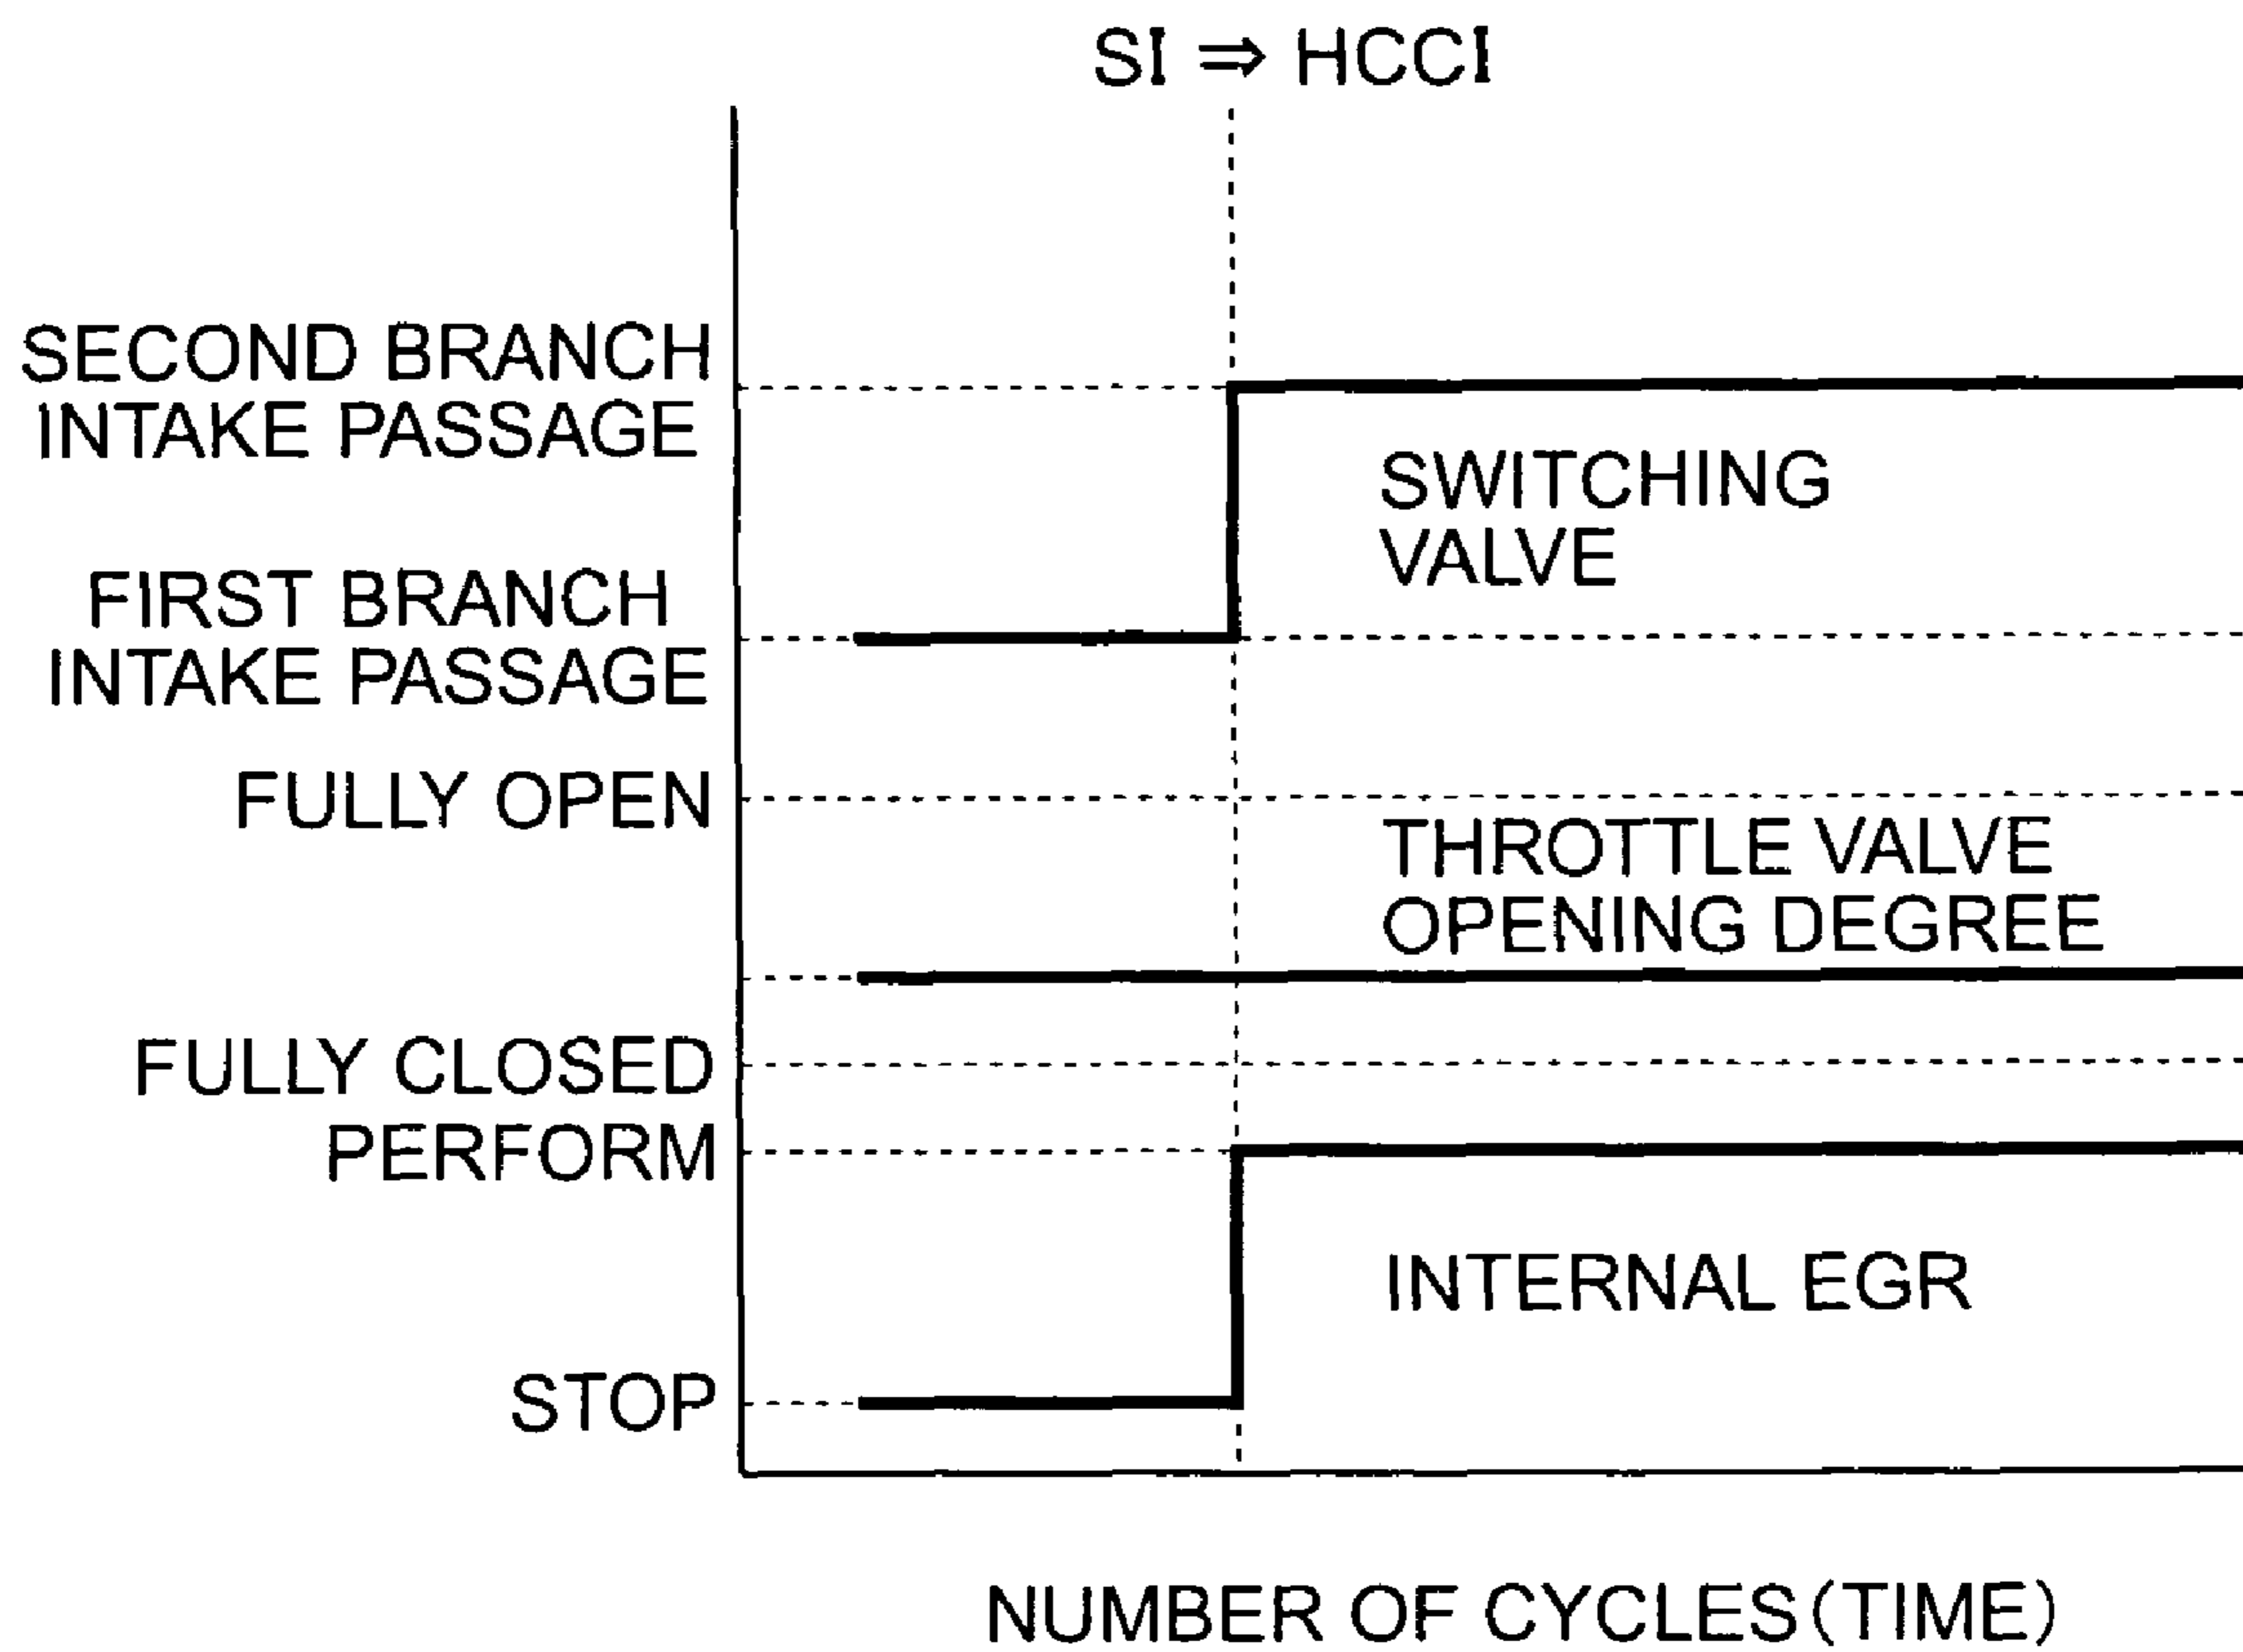 SI ⇒ HCCI
SECOND BRANCH
INTAKE PASSAGE
SWITCHING
VALVE
FIRST BRANCH
INTAKE PASSAGE
FULLY OPEN
THROTTLE VALVE
OPENING DEGREE
FULLY CLOSED
PERFORM
INTERNAL EGR
STOP
NUMBER OF CYCLES (TIME)